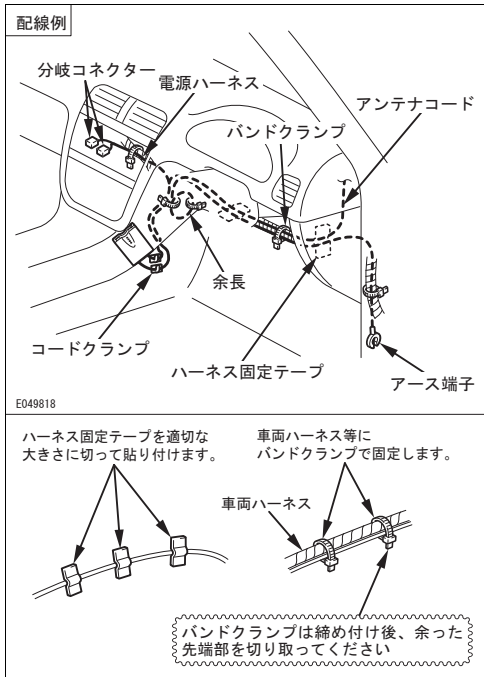 配線例
分岐コネクター
電源ハーネス
アンテナコード
バンドクランプ
余長
コードクランプ
ハーネス固定テープ
アース端子
E049818
ハーネス固定テープを適切な
大きさに切って貼り付けます。
車両ハーネス等に
バンドクランプで固定します。
車両ハーネス
バンドクランプは締め付け後、余った
先端部を切り取ってください